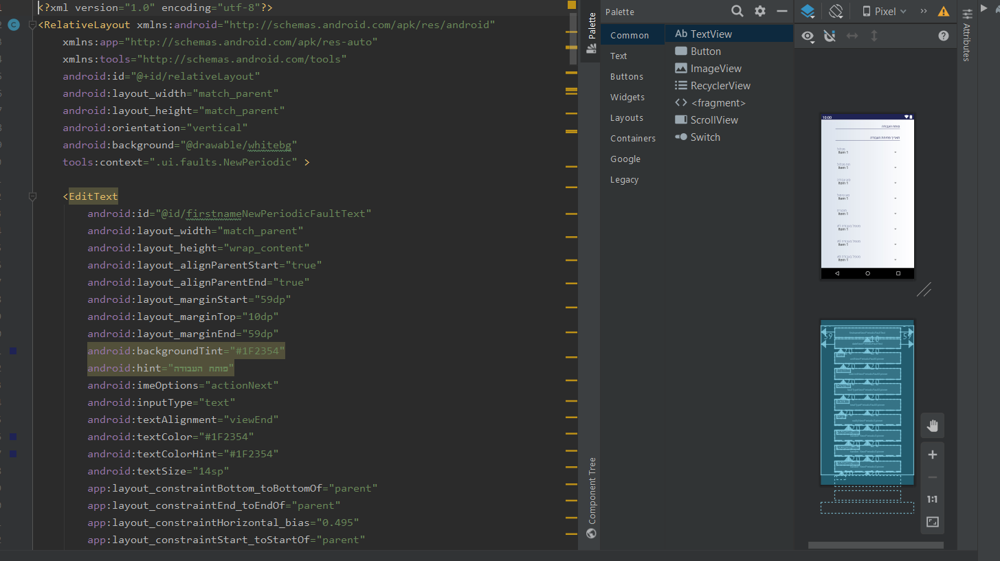 <?xml version="1.0" encoding="utf-8"?>
<RelativeLayout xmlns:android="http://schemas.android.com/apk/res/android"
xmlns:app="http://schemas.android.com/apk/res-auto"
xmlns:tools="http://schemas.android.com/tools"
android:id="@+id/relativeLayout"
android:layout_width="match_parent"
android:layout_height="match_parent"
android:orientation="vertical"
android:background="@drawable/whitebg"
tools:context=".ui.faults.NewPeriodic" >
<EditText
android:id="@id/firstnameNewPeriodicFaultText"
android:layout_width="match_parent"
android:layout_height="wrap_content"
android:layout_alignParentStart="true"
android:layout_alignParentEnd="true"
android:layout_marginStart="59dp"
android:layout_marginTop="10dp"
android:layout_marginEnd="59dp"
android:backgroundTint="#1F2354"
android:hint="פותח העבודה"
android:imeOptions="actionNext"
android:inputType="text"
android:textAlignment="viewEnd"
android:textColor="#1F2354"
android:textColorHint="#1F2354"
android:textSize="14sp"
app:layout_constraintBottom_toBottomOf="parent"
app:layout_constraintEnd_toEndOf="parent"
app:layout_constraintHorizontal_bias="0.495"
app:layout_constraintStart_toStartOf="parent"
Palette
Component Tree
Palette
Common
Text
Buttons
Widgets
Layouts
Containers
Google
Legacy
Ab TextView
Button
ImageView
RecyclerView
<fragment>
ScrollView
Switch
Pixel
Attributes
10:00
פותח העבודה
תאריך פתיחת העבודה
Item 1
Item 1
Item 1
Item 1
Item 1
Item 1
Item 1
Item 1
59
59
1:1